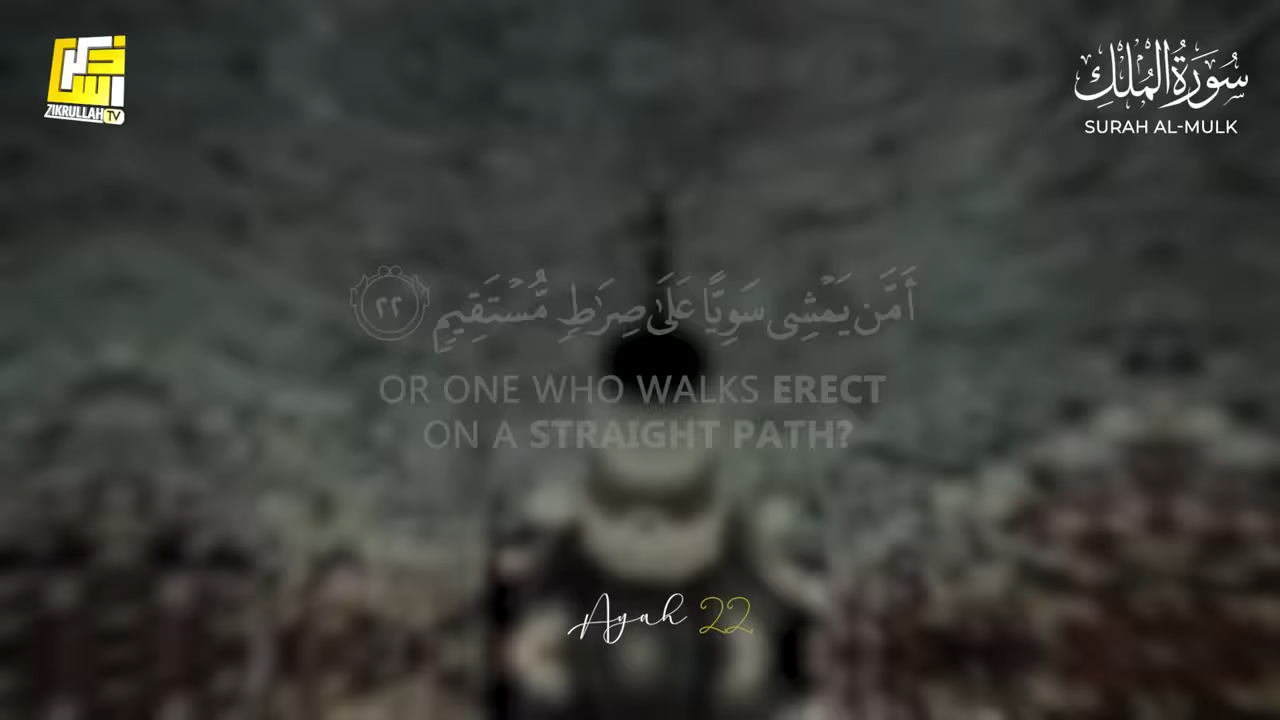 ذكر الله
ZIKRULLAH TV
سُورَةُ الْمُلْكِ
SURAH AL-MULK
أَمَّن يَمْشِى سَوِيًّا عَلَىٰ صِرَٰطٍ مُّسْتَقِيمٍ ٢٢
OR ONE WHO WALKS ERECT
ON A STRAIGHT PATH?
Ayah 22